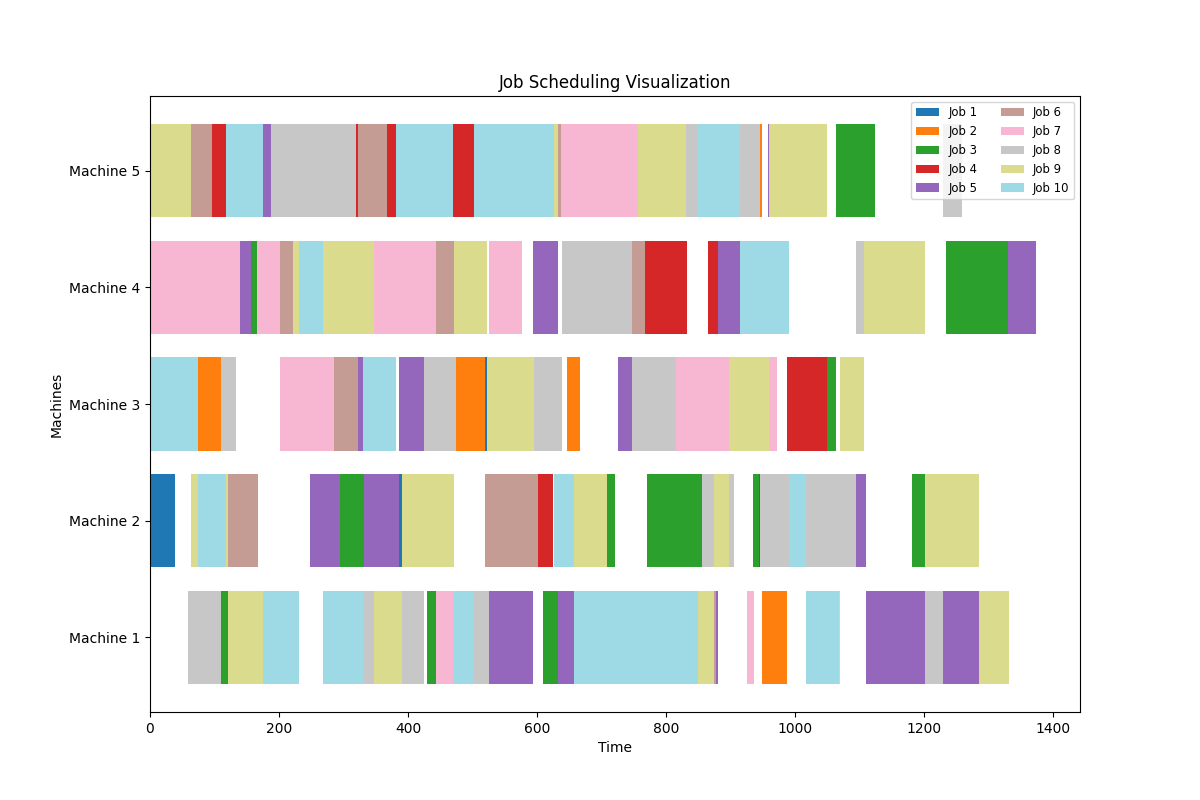 Job Scheduling Visualization
Job 1
Job 2
Job 3
Job 4
Job 5
Job 6
Job 7
Job 8
Job 9
Job 10
Machines
Machine 5
Machine 4
Machine 3
Machine 2
Machine 1
0 200 400 600 800 1000 1200 1400
Time